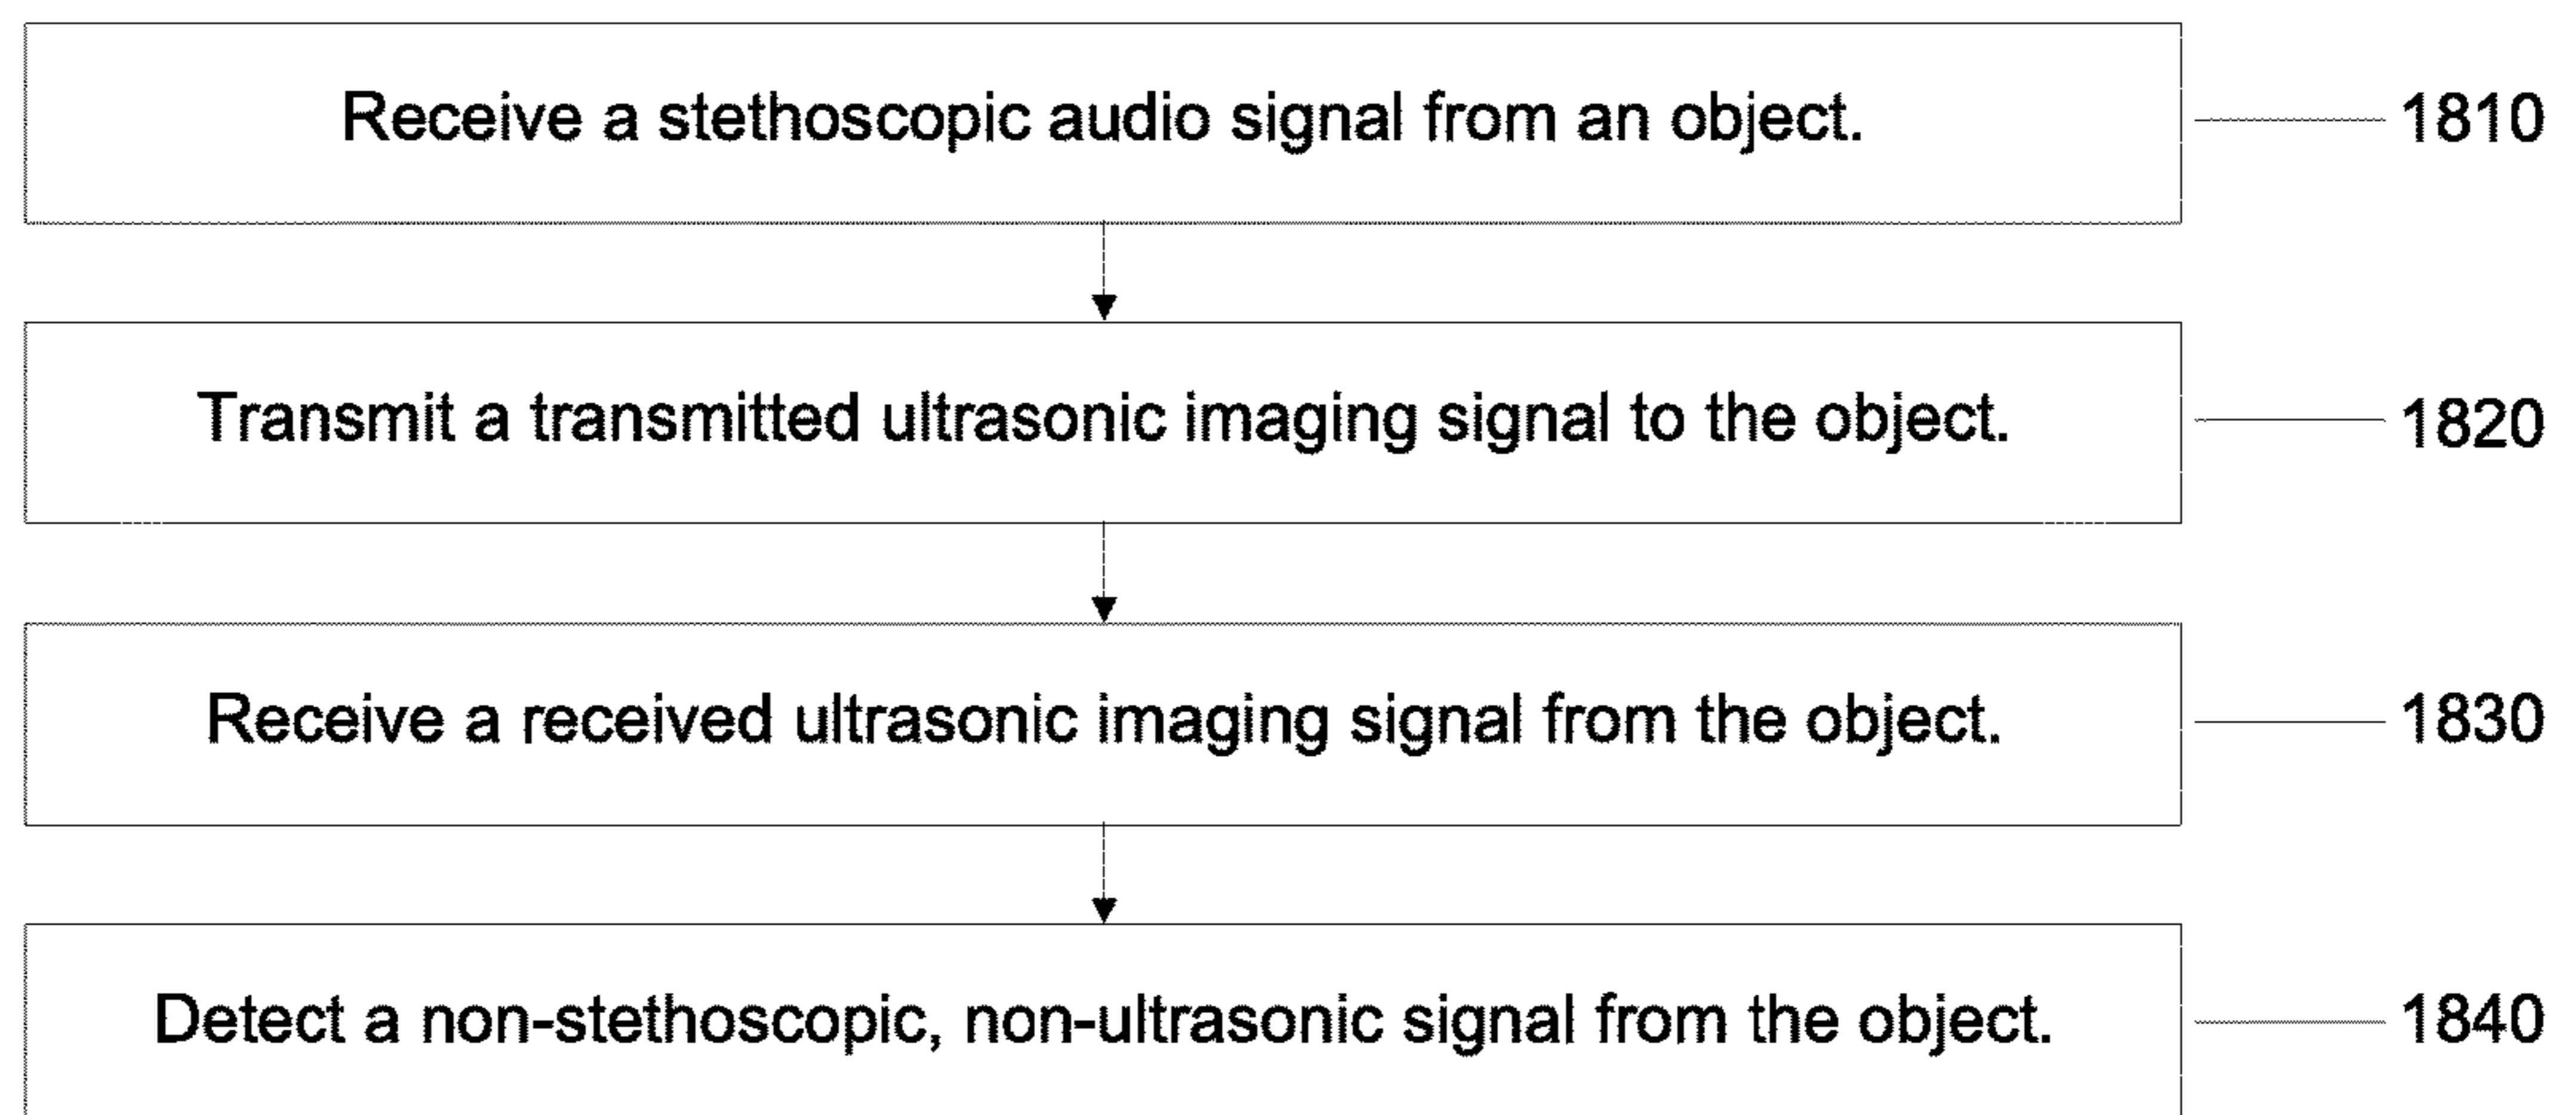 Receive a stethoscopic audio signal from an object. 1810
Transmit a transmitted ultrasonic imaging signal to the object. 1820
Receive a received ultrasonic imaging signal from the object. 1830
Detect a non-stethoscopic, non-ultrasonic signal from the object. 1840